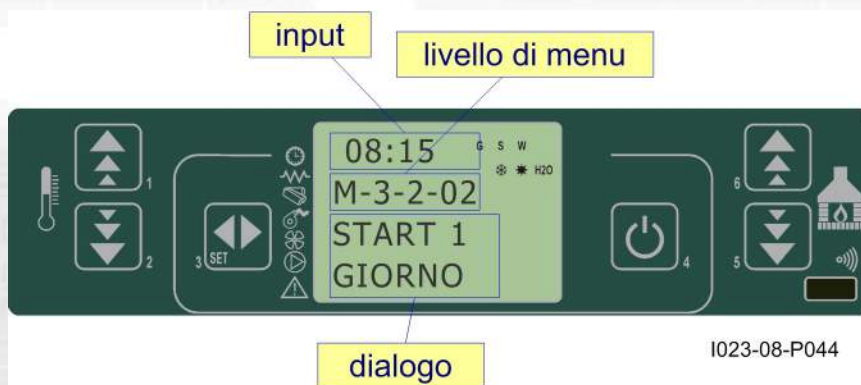 input
livello di menu
08:15
G S W
H2O
M-3-2-02
START 1
GIORNO
1
2
3 SET
4
6
5
dialogo
I023-08-P044